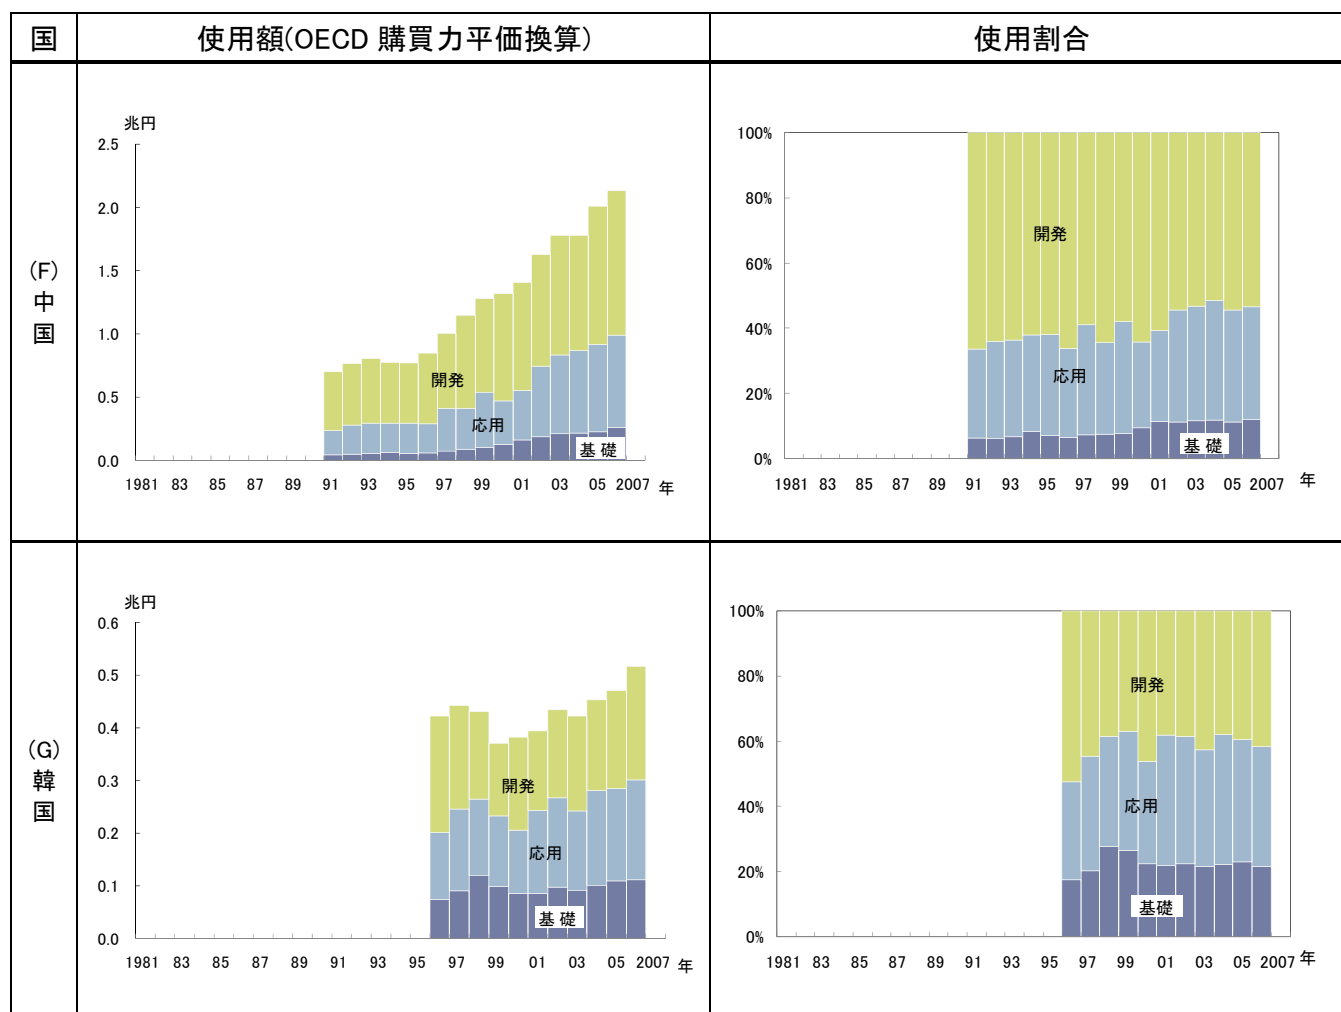 国 使用額(OECD 購買力平価換算) 使用割合
(F)
中
国
兆円
2.5
2.0
1.5
1.0
0.5
0.0
開発
応用
基 礎
1981 83 85 87 89 91 93 95 97 99 01 03 05 2007 年
100%
80%
60%
40%
20%
0%
開発
応用
基 礎
1981 83 85 87 89 91 93 95 97 99 01 03 05 2007 年
(G)
韓
国
兆円
0.6
0.5
0.4
0.3
0.2
0.1
0.0
開発
応用
基 礎
1981 83 85 87 89 91 93 95 97 99 01 03 05 2007 年
100%
80%
60%
40%
20%
0%
開発
応用
基礎
1981 83 85 87 89 91 93 95 97 99 01 03 05 2007 年